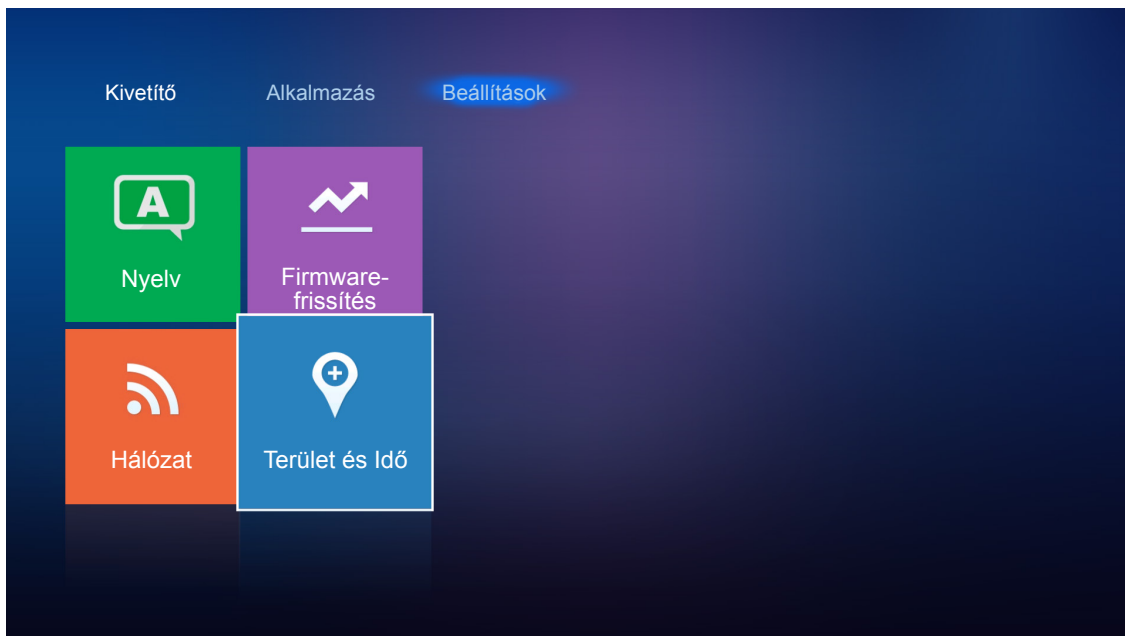 Kivetítő Alkalmazás Beállítások
A
Nyelv
Firmware-
frissítés
Hálózat
Terület és Idő